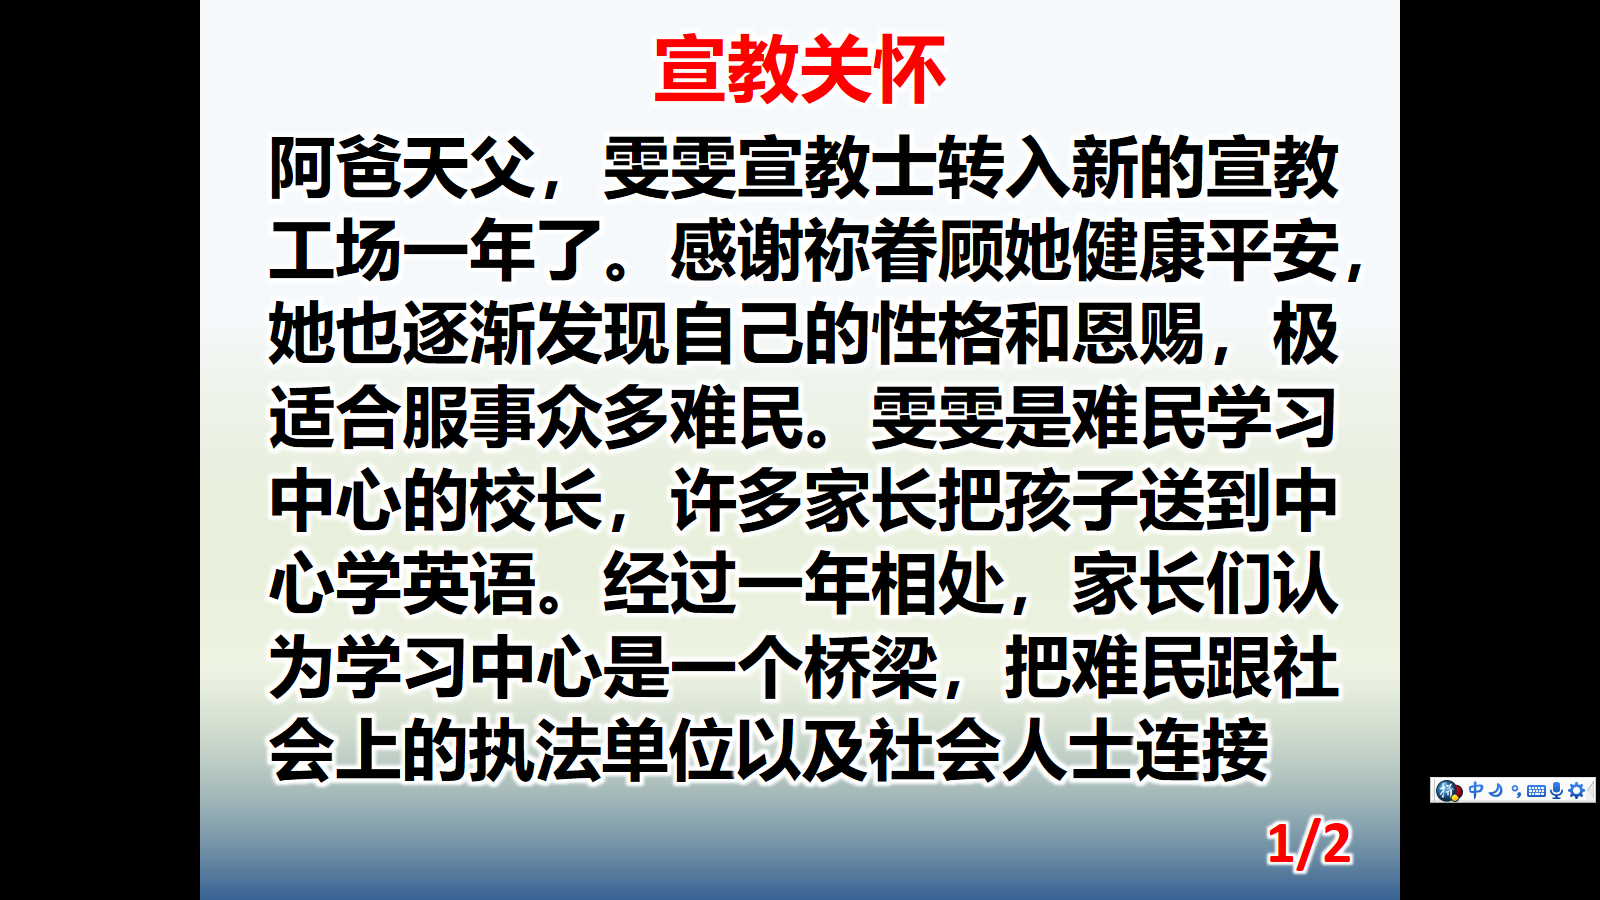 宣教关怀
阿爸天父，雯雯宣教士转入新的宣教
工场一年了。感谢祢眷顾她健康平安，
她也逐渐发现自己的性格和恩赐，极
适合服事众多难民。雯雯是难民学习
中心的校长，许多家长把孩子送到中
心学英语。经过一年相处，家长们认
为学习中心是一个桥梁，把难民跟社
会上的执法单位以及社会人士连接
拼 中
1/2